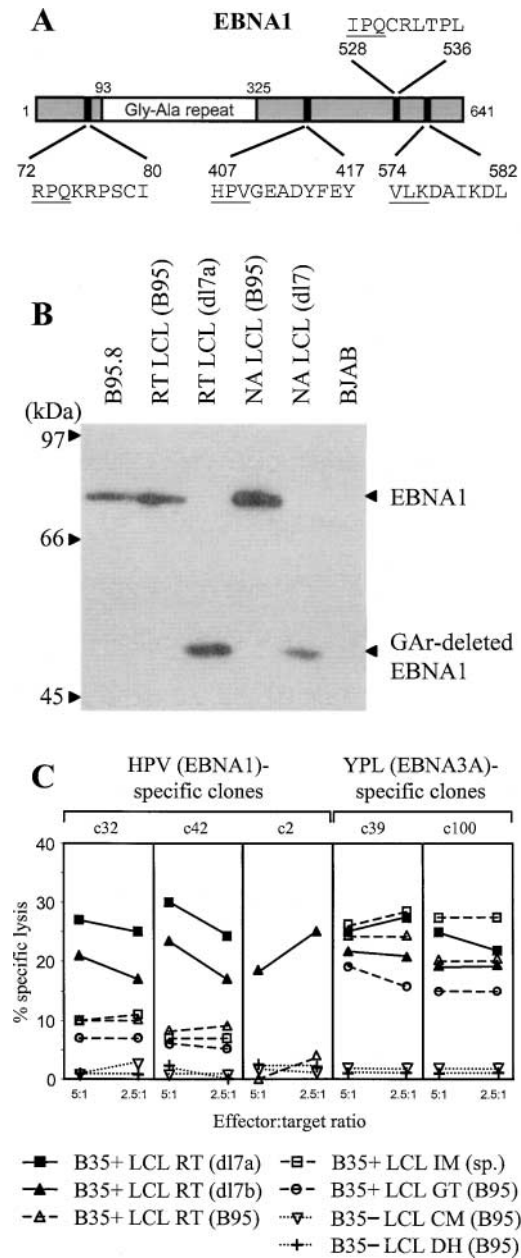 A
EBNA1
IPQCRLTPL
528 536
93 325
1 Gly-Ala repeat 641
72 80 407 417 574 582
RPQKRPSCI HPVGEADYFEY VLKDAIKDL
B
B95.8
RT LCL (B95)
RT LCL (dl7a)
NA LCL (B95)
NA LCL (dl7)
BJAB
(kDa)
97
EBNA1
66
GAr-deleted
EBNA1
45
C
HPV (EBNA1)- YPL (EBNA3A)-
specific clones specific clones
c32 c42 c2 c39 c100
% specific lysis
40
30
20
10
0
5:1 2.5:1 5:1 2.5:1 5:1 2.5:1 5:1 2.5:1 5:1 2.5:1
Effector:target ratio
B35+ LCL RT (dl7a) B35+ LCL IM (sp.)
B35+ LCL RT (dl7b) B35+ LCL GT (B95)
B35+ LCL RT (B95) B35− LCL CM (B95)
B35− LCL DH (B95)